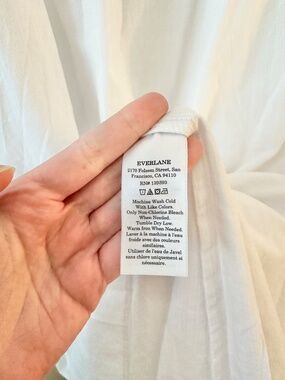 EVERLANE
2170 Folsom Street, San
Francisco, CA 94110
RN# 139393
Machine Wash Cold
With Like Colors.
Only Non-Chlorine Bleach
When Needed.
Tumble Dry Low.
Warm Iron When Needed.
Laver à la machine à l'eau
froide avec des couleurs
similaires.
Utiliser de l'eau de Javel
sans chlore uniquement si
nécessaire.